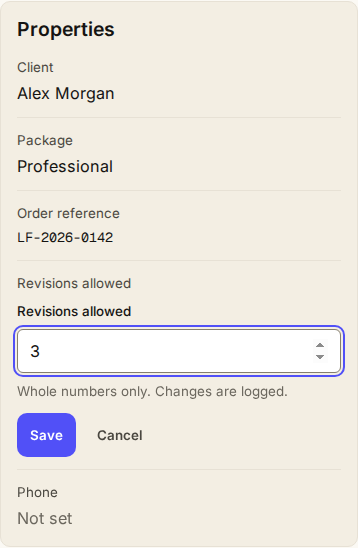 Properties
Client
Alex Morgan
Package
Professional
Order reference
LF-2026-0142
Revisions allowed
Revisions allowed
3
Whole numbers only. Changes are logged.
Save Cancel
Phone
Not set